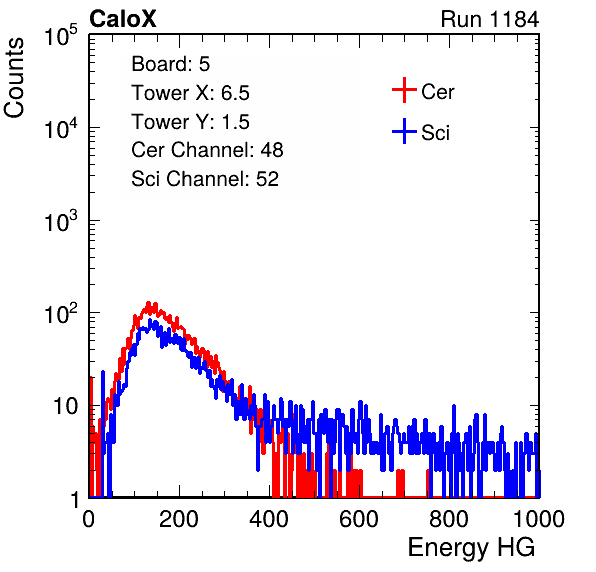 CaloX Run 1184
Counts
10^5
10^4
10^3
10^2
10
1
Board: 5
Tower X: 6.5
Tower Y: 1.5
Cer Channel: 48
Sci Channel: 52
Cer
Sci
0 200 400 600 800 1000
Energy HG